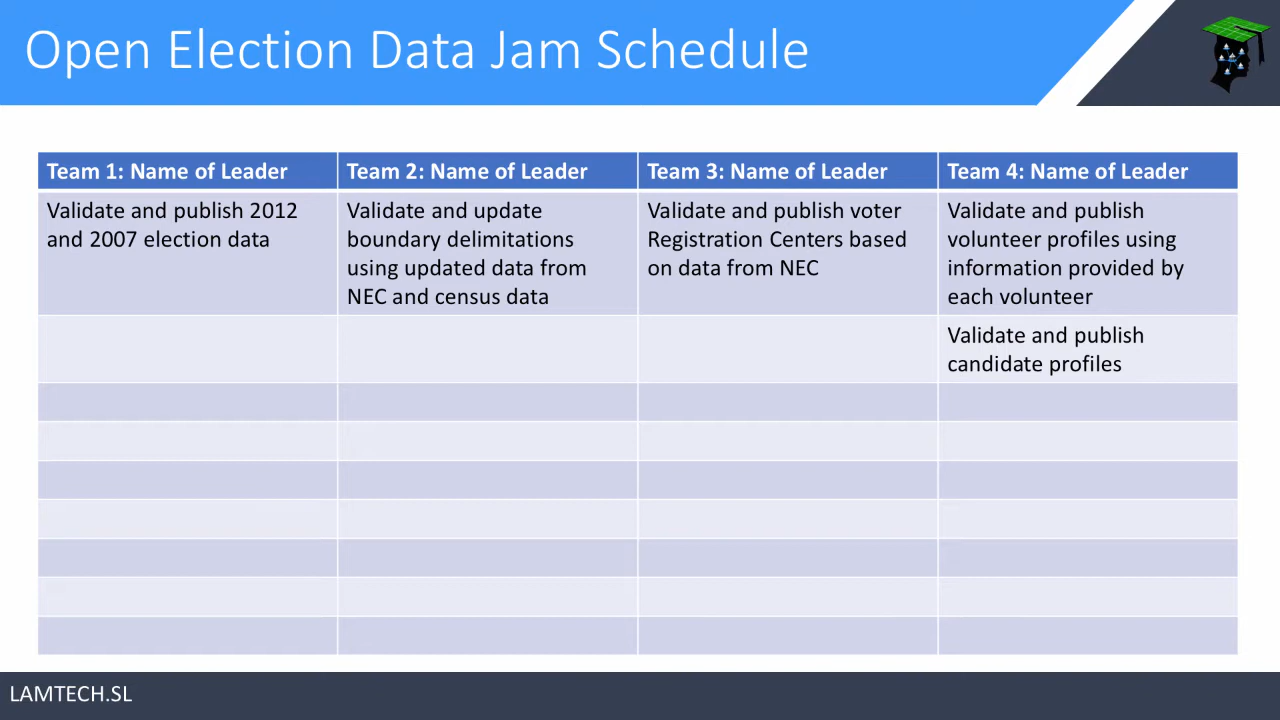 Open Election Data Jam Schedule
Team 1: Name of Leader
Team 2: Name of Leader
Team 3: Name of Leader
Team 4: Name of Leader
Validate and publish 2012
and 2007 election data
Validate and update
boundary delimitations
using updated data from
NEC and census data
Validate and publish voter
Registration Centers based
on data from NEC
Validate and publish
volunteer profiles using
information provided by
each volunteer
Validate and publish
candidate profiles
LAMTECH.SL